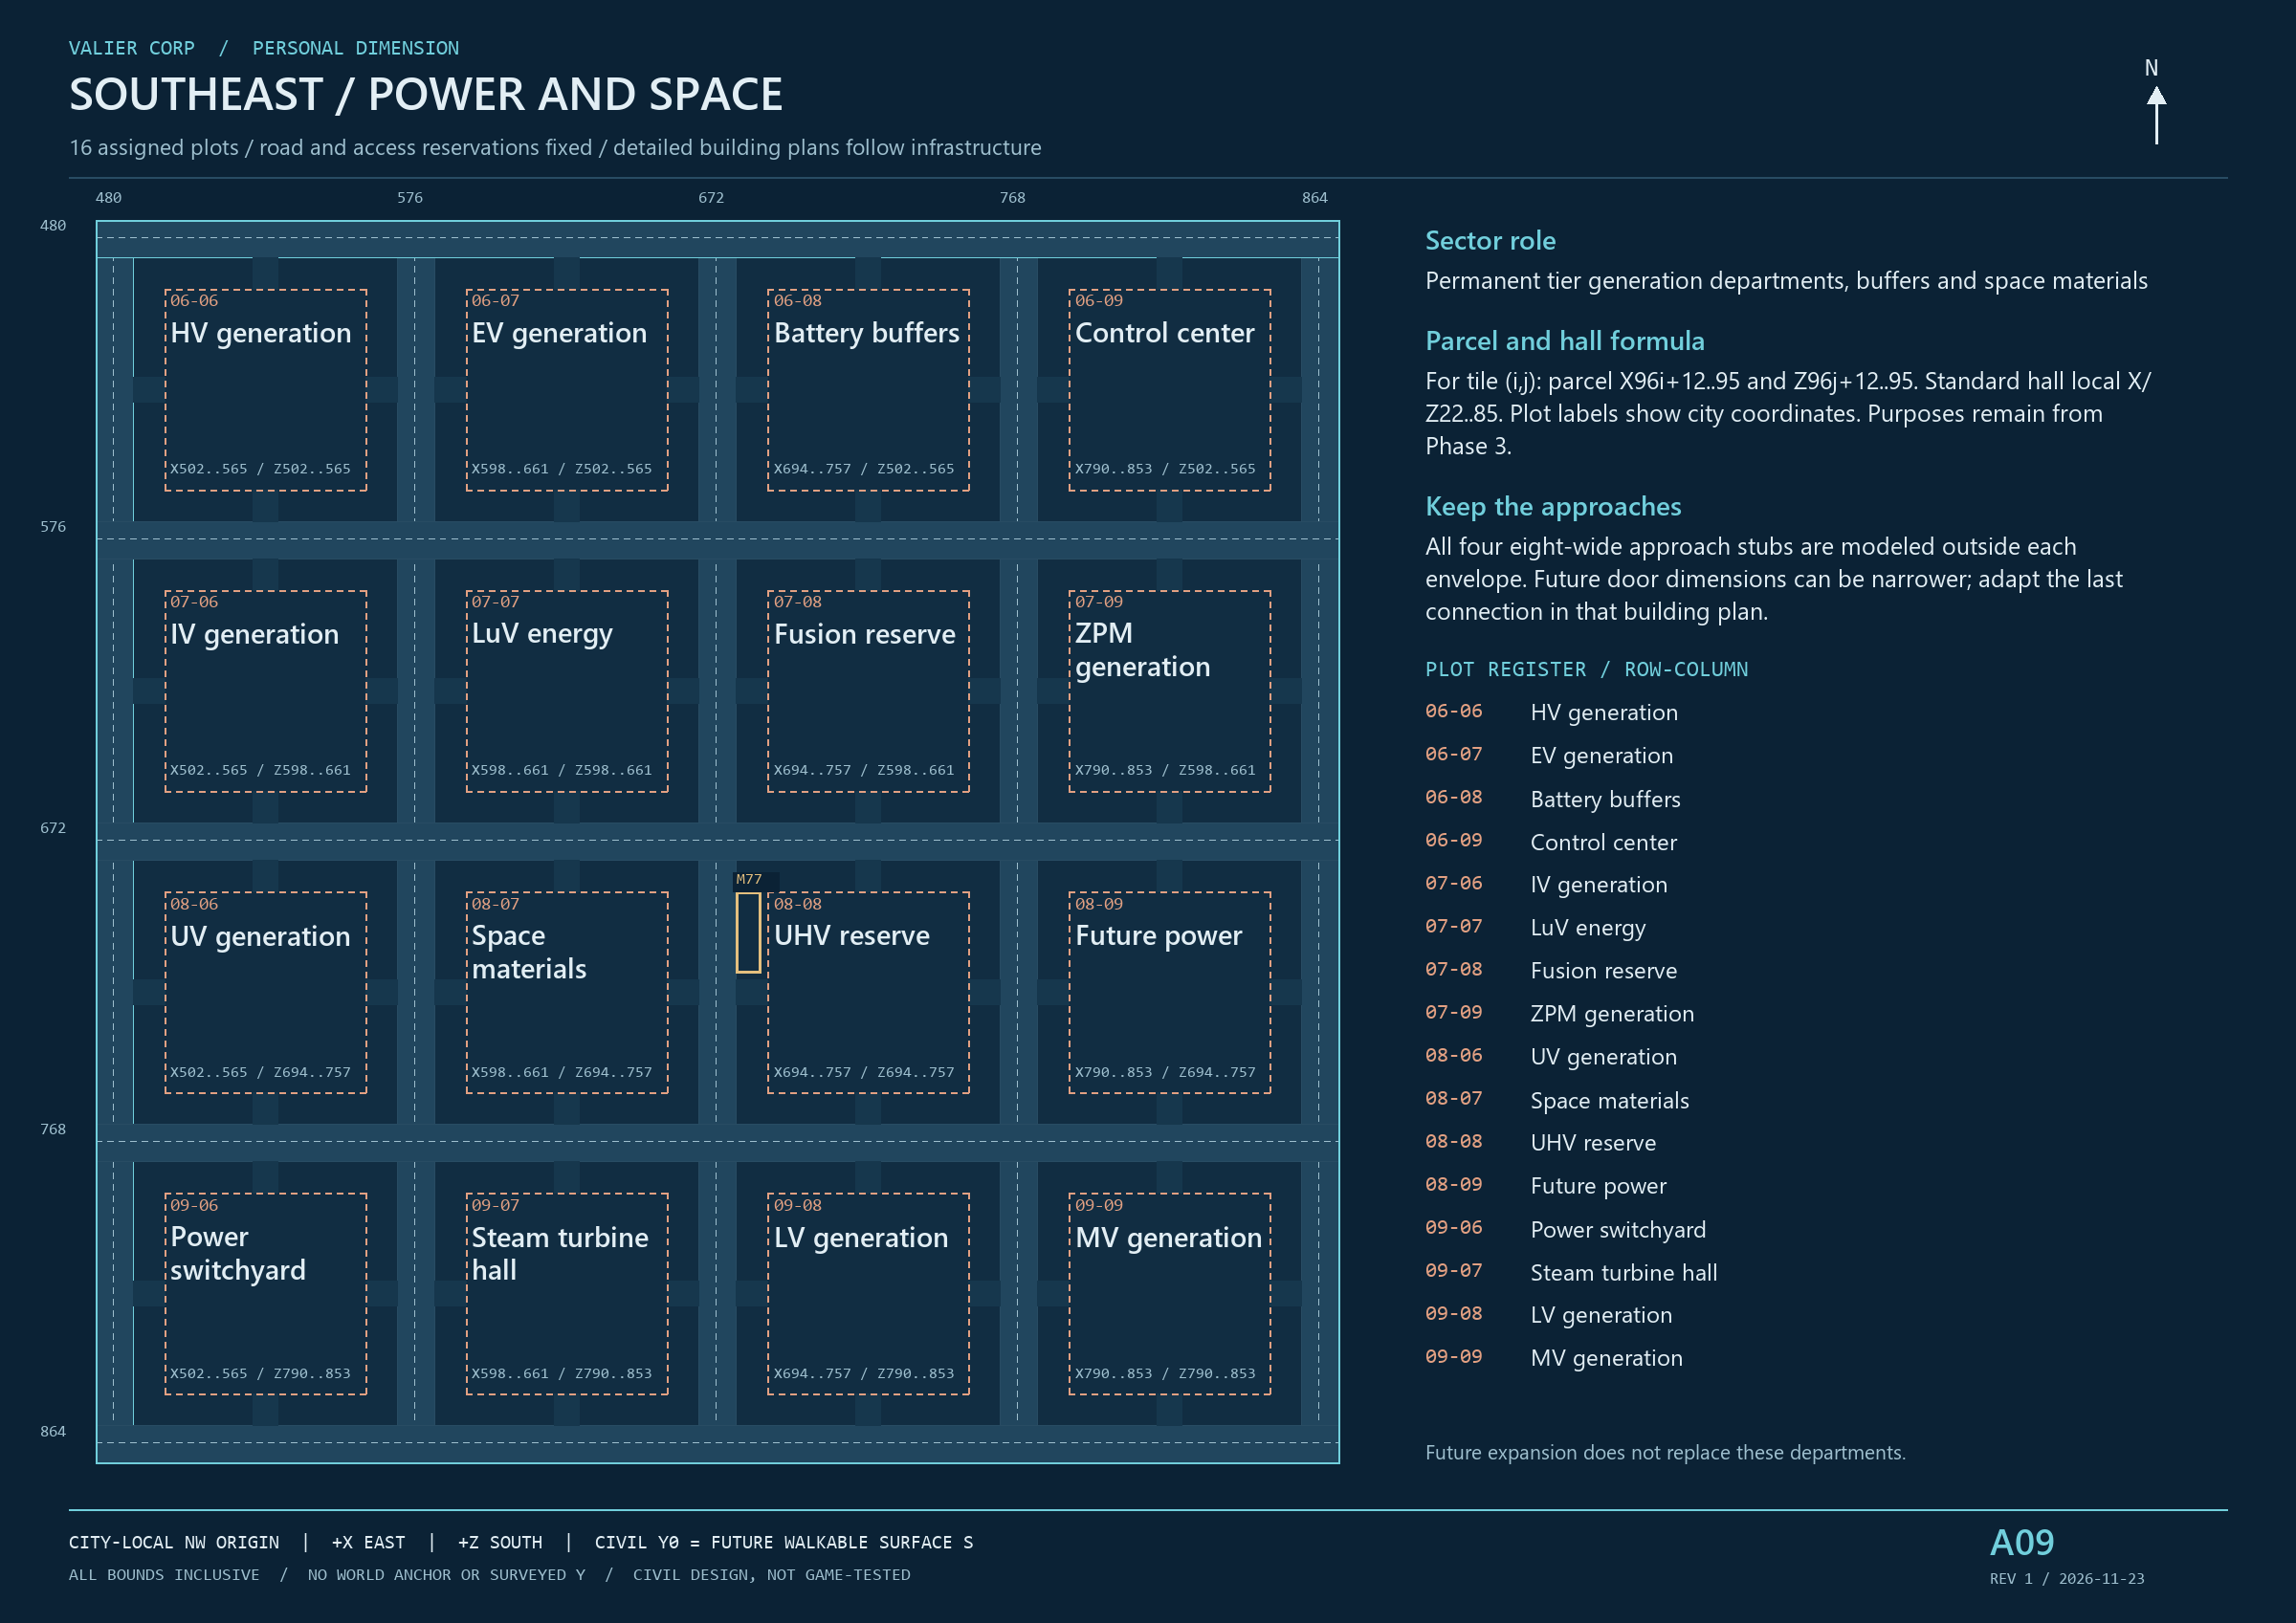 VALIER CORP / PERSONAL DIMENSION
SOUTHEAST / POWER AND SPACE
16 assigned plots / road and access reservations fixed / detailed building plans follow infrastructure
N
480 576 672 768 864
480
576
672
768
864
06-06
HV generation
X502..565 / Z502..565
06-07
EV generation
X598..661 / Z502..565
06-08
Battery buffers
X694..757 / Z502..565
06-09
Control center
X790..853 / Z502..565
07-06
IV generation
X502..565 / Z598..661
07-07
LuV energy
X598..661 / Z598..661
07-08
Fusion reserve
X694..757 / Z598..661
07-09
ZPM
generation
X790..853 / Z598..661
08-06
UV generation
X502..565 / Z694..757
08-07
Space
materials
X598..661 / Z694..757
M77
08-08
UHV reserve
X694..757 / Z694..757
08-09
Future power
X790..853 / Z694..757
09-06
Power
switchyard
X502..565 / Z790..853
09-07
Steam turbine
hall
X598..661 / Z790..853
09-08
LV generation
X694..757 / Z790..853
09-09
MV generation
X790..853 / Z790..853
Sector role
Permanent tier generation departments, buffers and space materials
Parcel and hall formula
For tile (i,j): parcel X96i+12..95 and Z96j+12..95. Standard hall local X/
Z22..85. Plot labels show city coordinates. Purposes remain from
Phase 3.
Keep the approaches
All four eight-wide approach stubs are modeled outside each
envelope. Future door dimensions can be narrower; adapt the last
connection in that building plan.
PLOT REGISTER / ROW-COLUMN
06-06 HV generation
06-07 EV generation
06-08 Battery buffers
06-09 Control center
07-06 IV generation
07-07 LuV energy
07-08 Fusion reserve
07-09 ZPM generation
08-06 UV generation
08-07 Space materials
08-08 UHV reserve
08-09 Future power
09-06 Power switchyard
09-07 Steam turbine hall
09-08 LV generation
09-09 MV generation
Future expansion does not replace these departments.
CITY-LOCAL NW ORIGIN | +X EAST | +Z SOUTH | CIVIL Y0 = FUTURE WALKABLE SURFACE S
ALL BOUNDS INCLUSIVE / NO WORLD ANCHOR OR SURVEYED Y / CIVIL DESIGN, NOT GAME-TESTED
A09
REV 1 / 2026-11-23